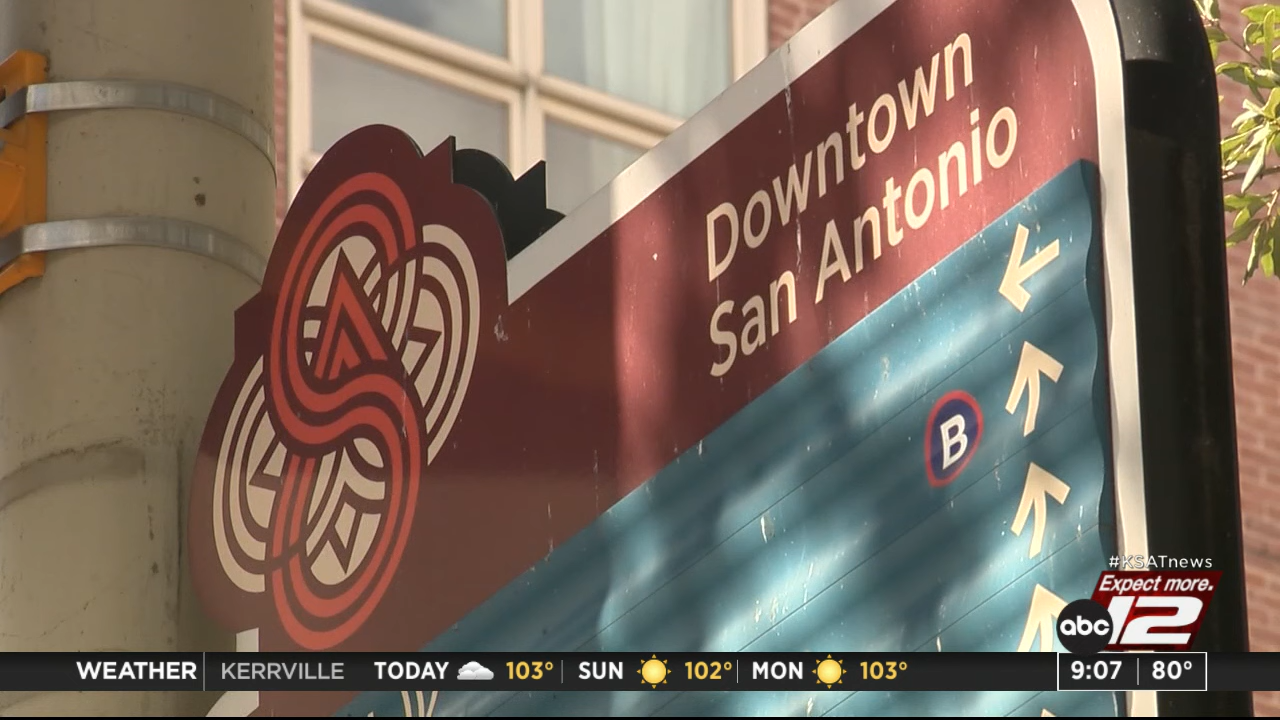 Downtown
San Antonio
B
#KSATnews
Expect more.
abc 12
WEATHER KERRVILLE TODAY 103° SUN 102° MON 103° 9:07 80°